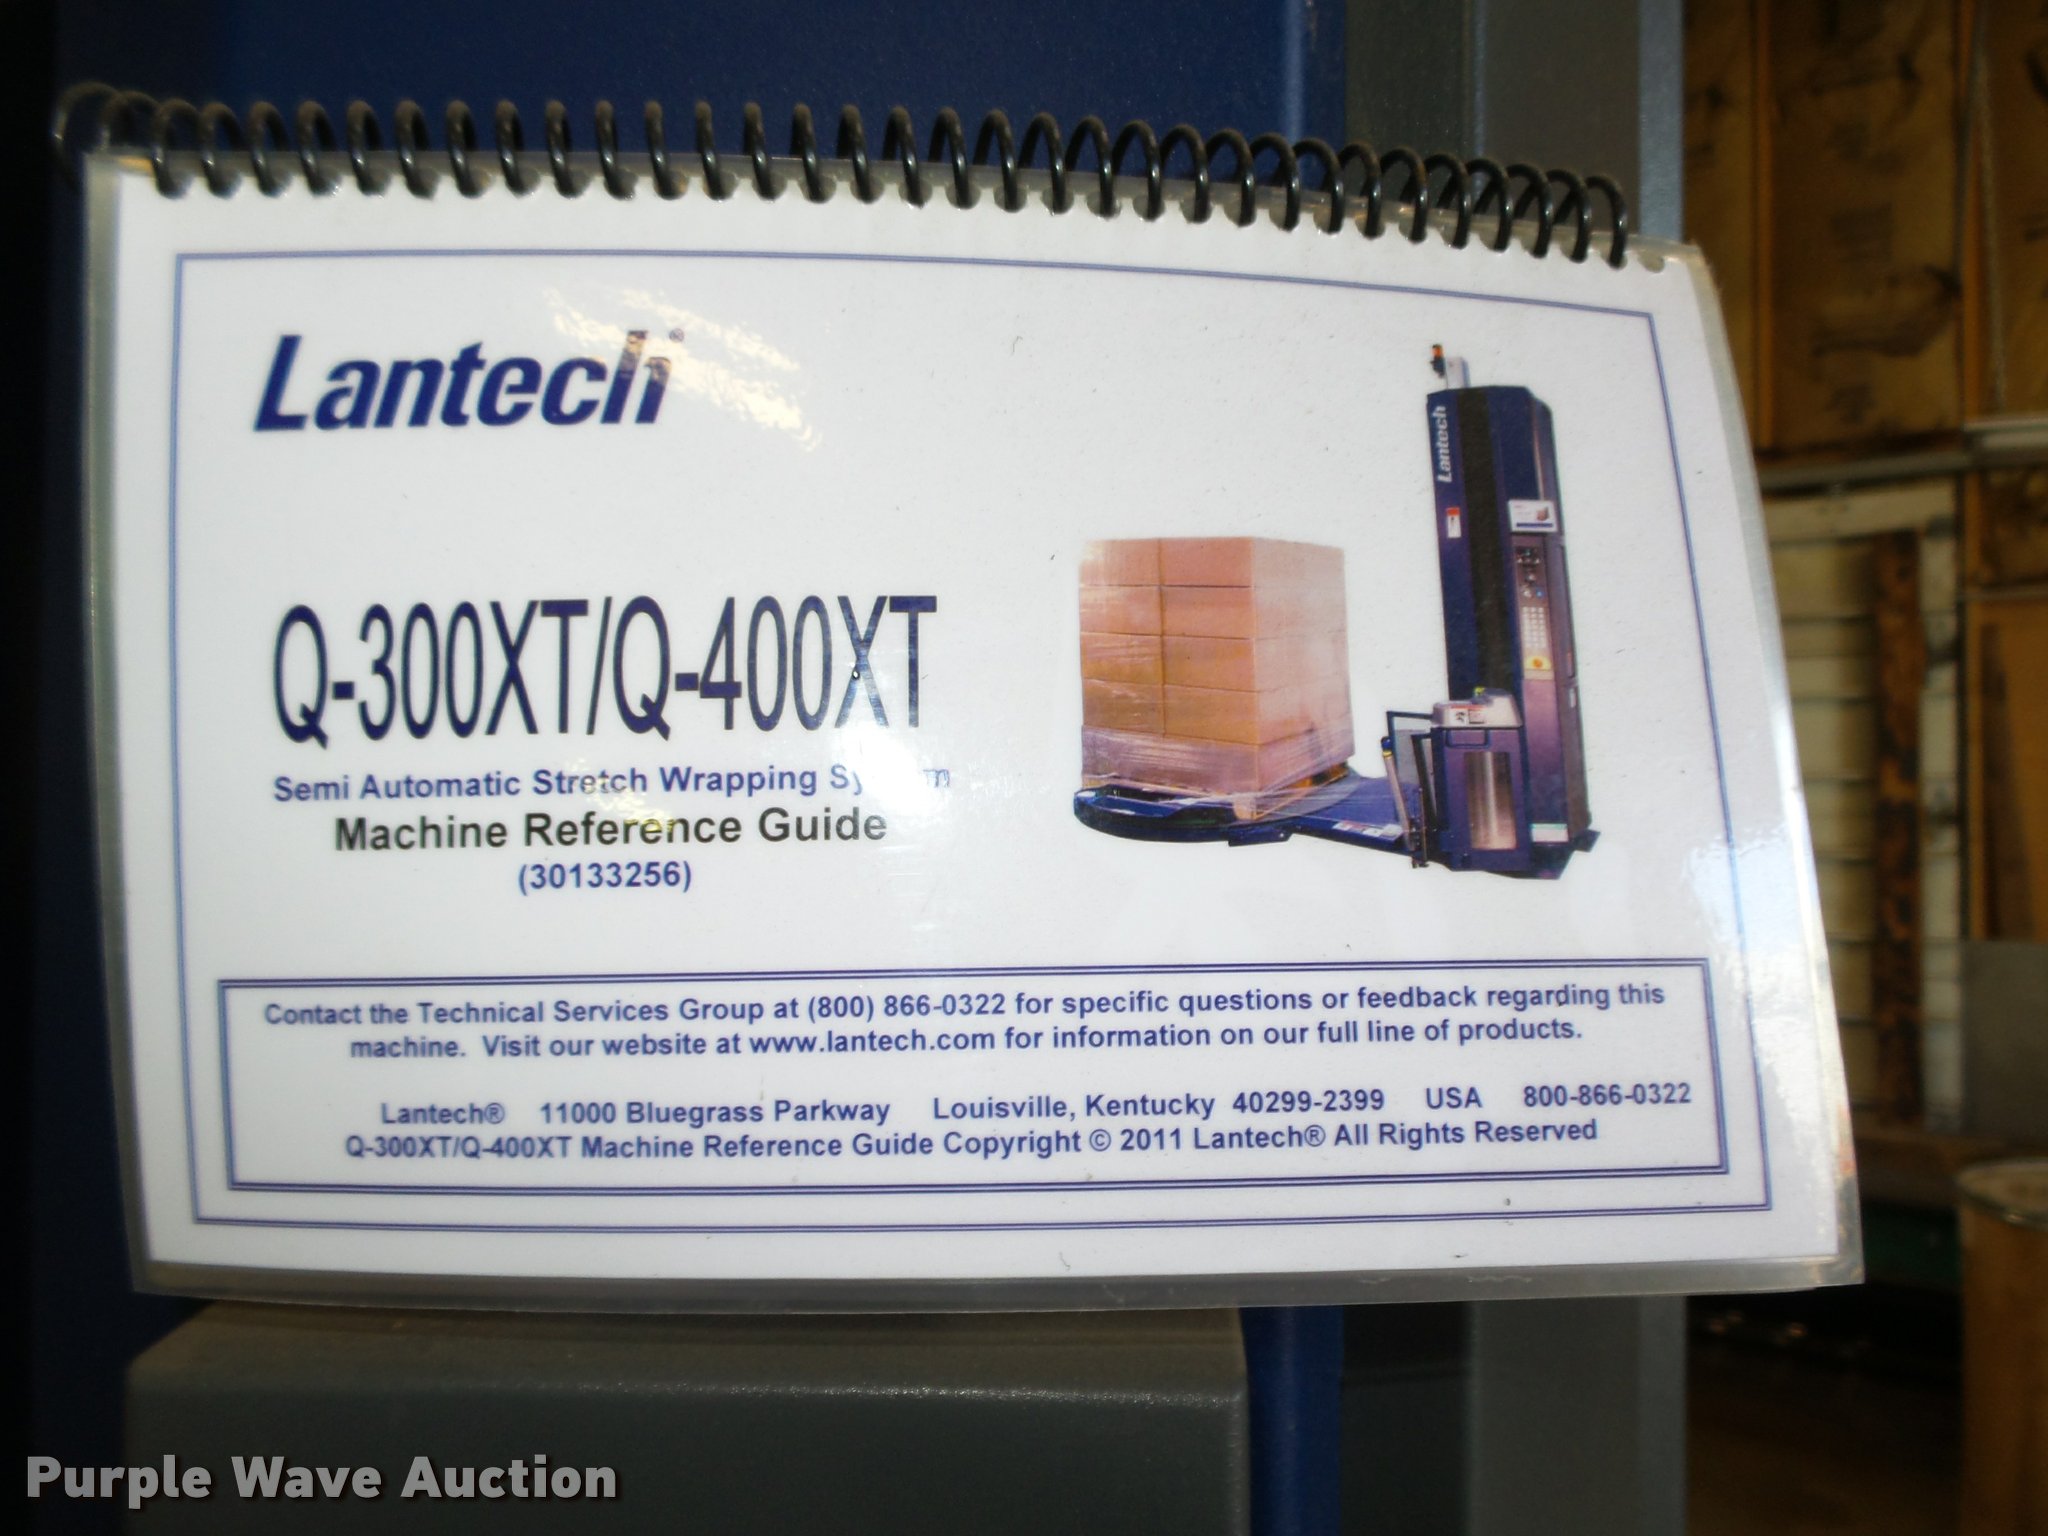 Lantech®
Lantech
Q-300XT/Q-400XT
Semi Automatic Stretch Wrapping
Machine Reference Guide
(30133256)
Contact the Technical Services Group at (800) 866-0322 for specific questions or feedback regarding this
machine. Visit our website at www.lantech.com for information on our full line of products.
Lantech® 11000 Bluegrass Parkway Louisville, Kentucky 40299-2399 USA 800-866-0322
Q-300XT/Q-400XT Machine Reference Guide Copyright © 2011 Lantech® All Rights Reserved
Purple Wave Auction